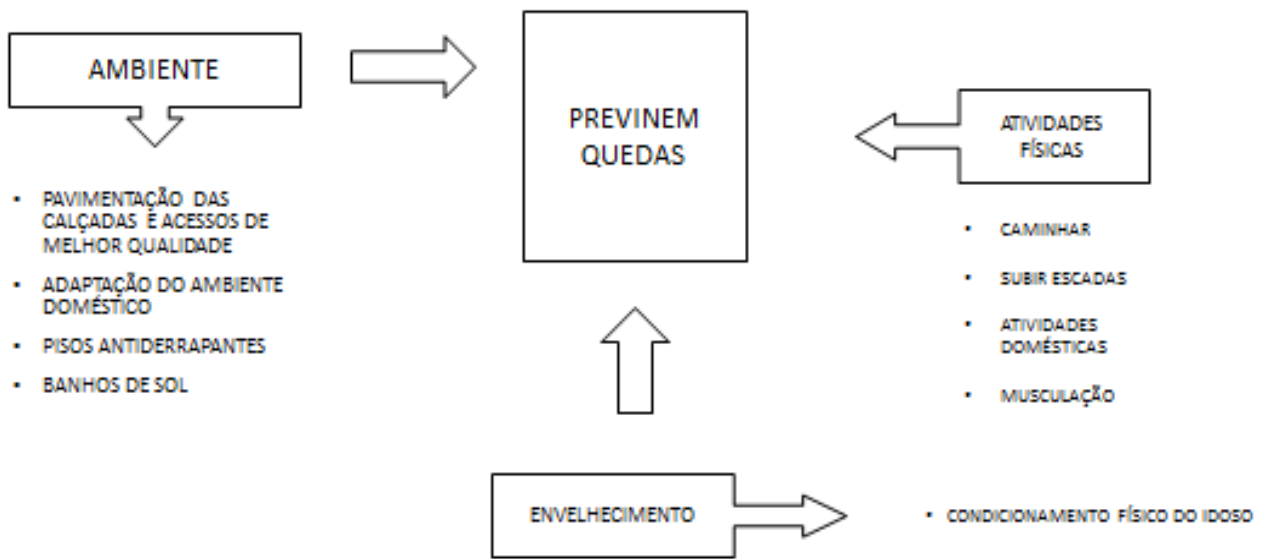 AMBIENTE
• PAVIMENTAÇÃO DAS
CALÇADAS E ACESSOS DE
MELHOR QUALIDADE
• ADAPTAÇÃO DO AMBIENTE
DOMÉSTICO
• PISOS ANTIDERRAPANTES
• BANHOS DE SOL
PREVINEM
QUEDAS
ATIVIDADES
FÍSICAS
• CAMINHAR
• SUBIR ESCADAS
• ATIVIDADES
DOMÉSTICAS
• MUSCULAÇÃO
ENVELHECIMENTO
• CONDICIONAMENTO FÍSICO DO IDOSO